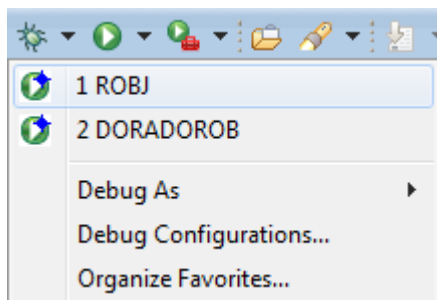 1 ROBJ
2 DORADOROB
Debug As
Debug Configurations...
Organize Favorites...